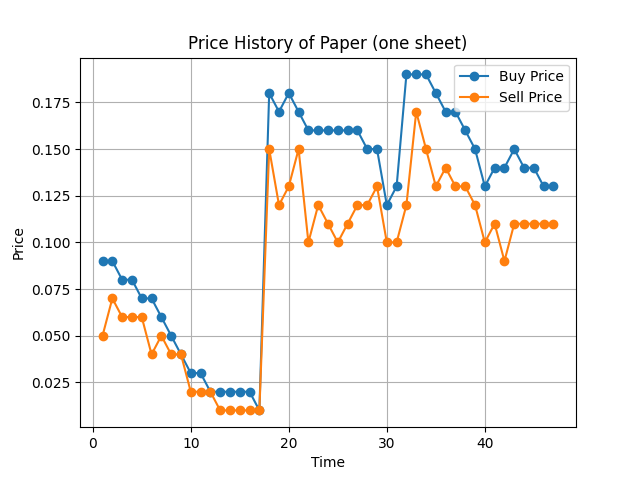 Price History of Paper (one sheet)
Buy Price
Sell Price
0.175
0.150
0.125
0.100
0.075
0.050
0.025
Price
0
10
20
30
40
Time